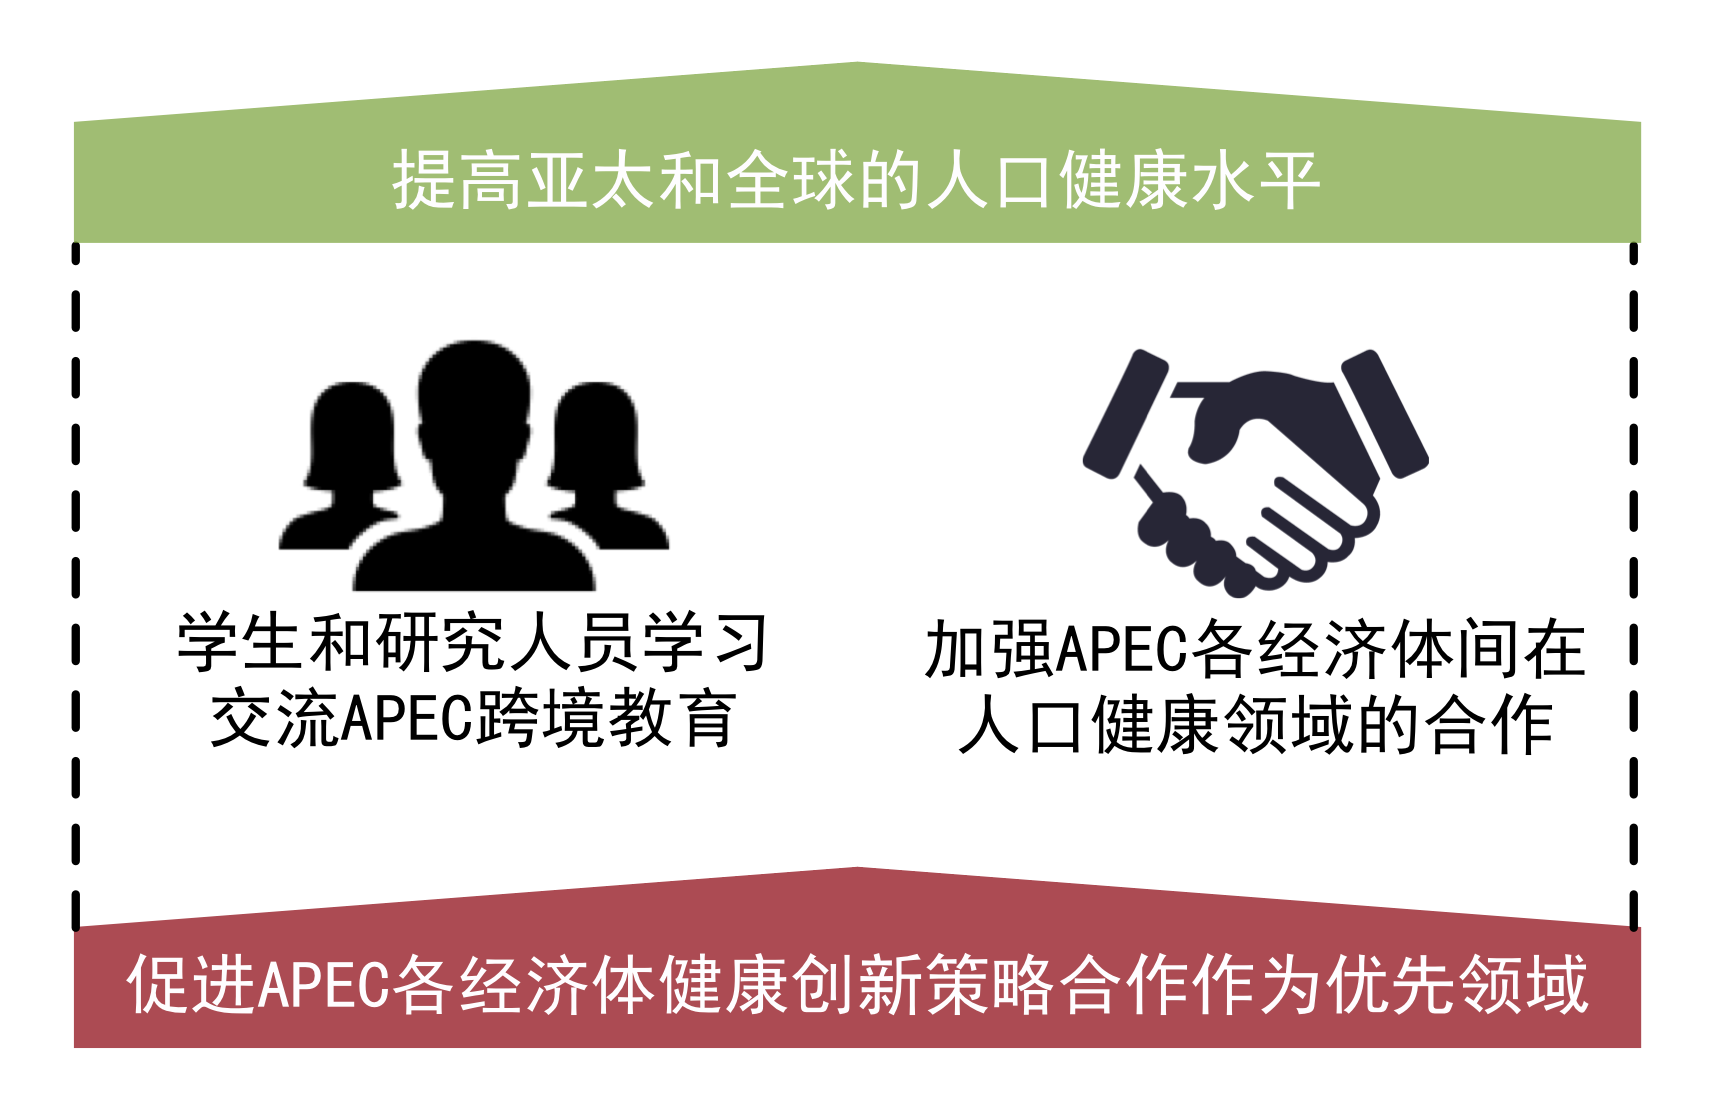 提高亚太和全球的人口健康水平
学生和研究人员学习
交流APEC跨境教育
加强APEC各经济体间在
人口健康领域的合作
促进APEC各经济体健康创新策略合作作为优先领域